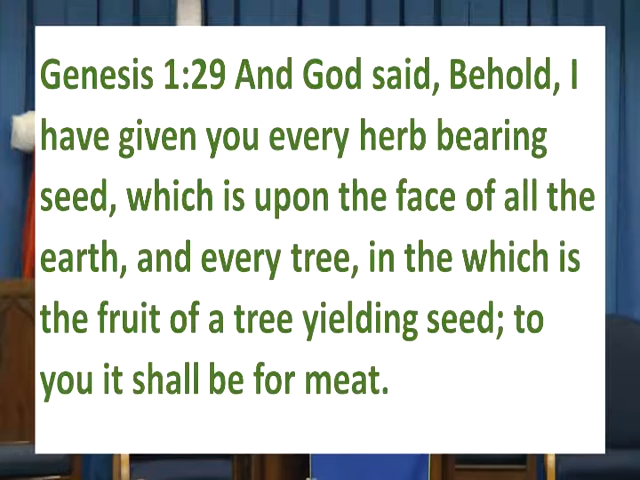 Genesis 1:29 And God said, Behold, I
have given you every herb bearing
seed, which is upon the face of all the
earth, and every tree, in the which is
the fruit of a tree yielding seed; to
you it shall be for meat.